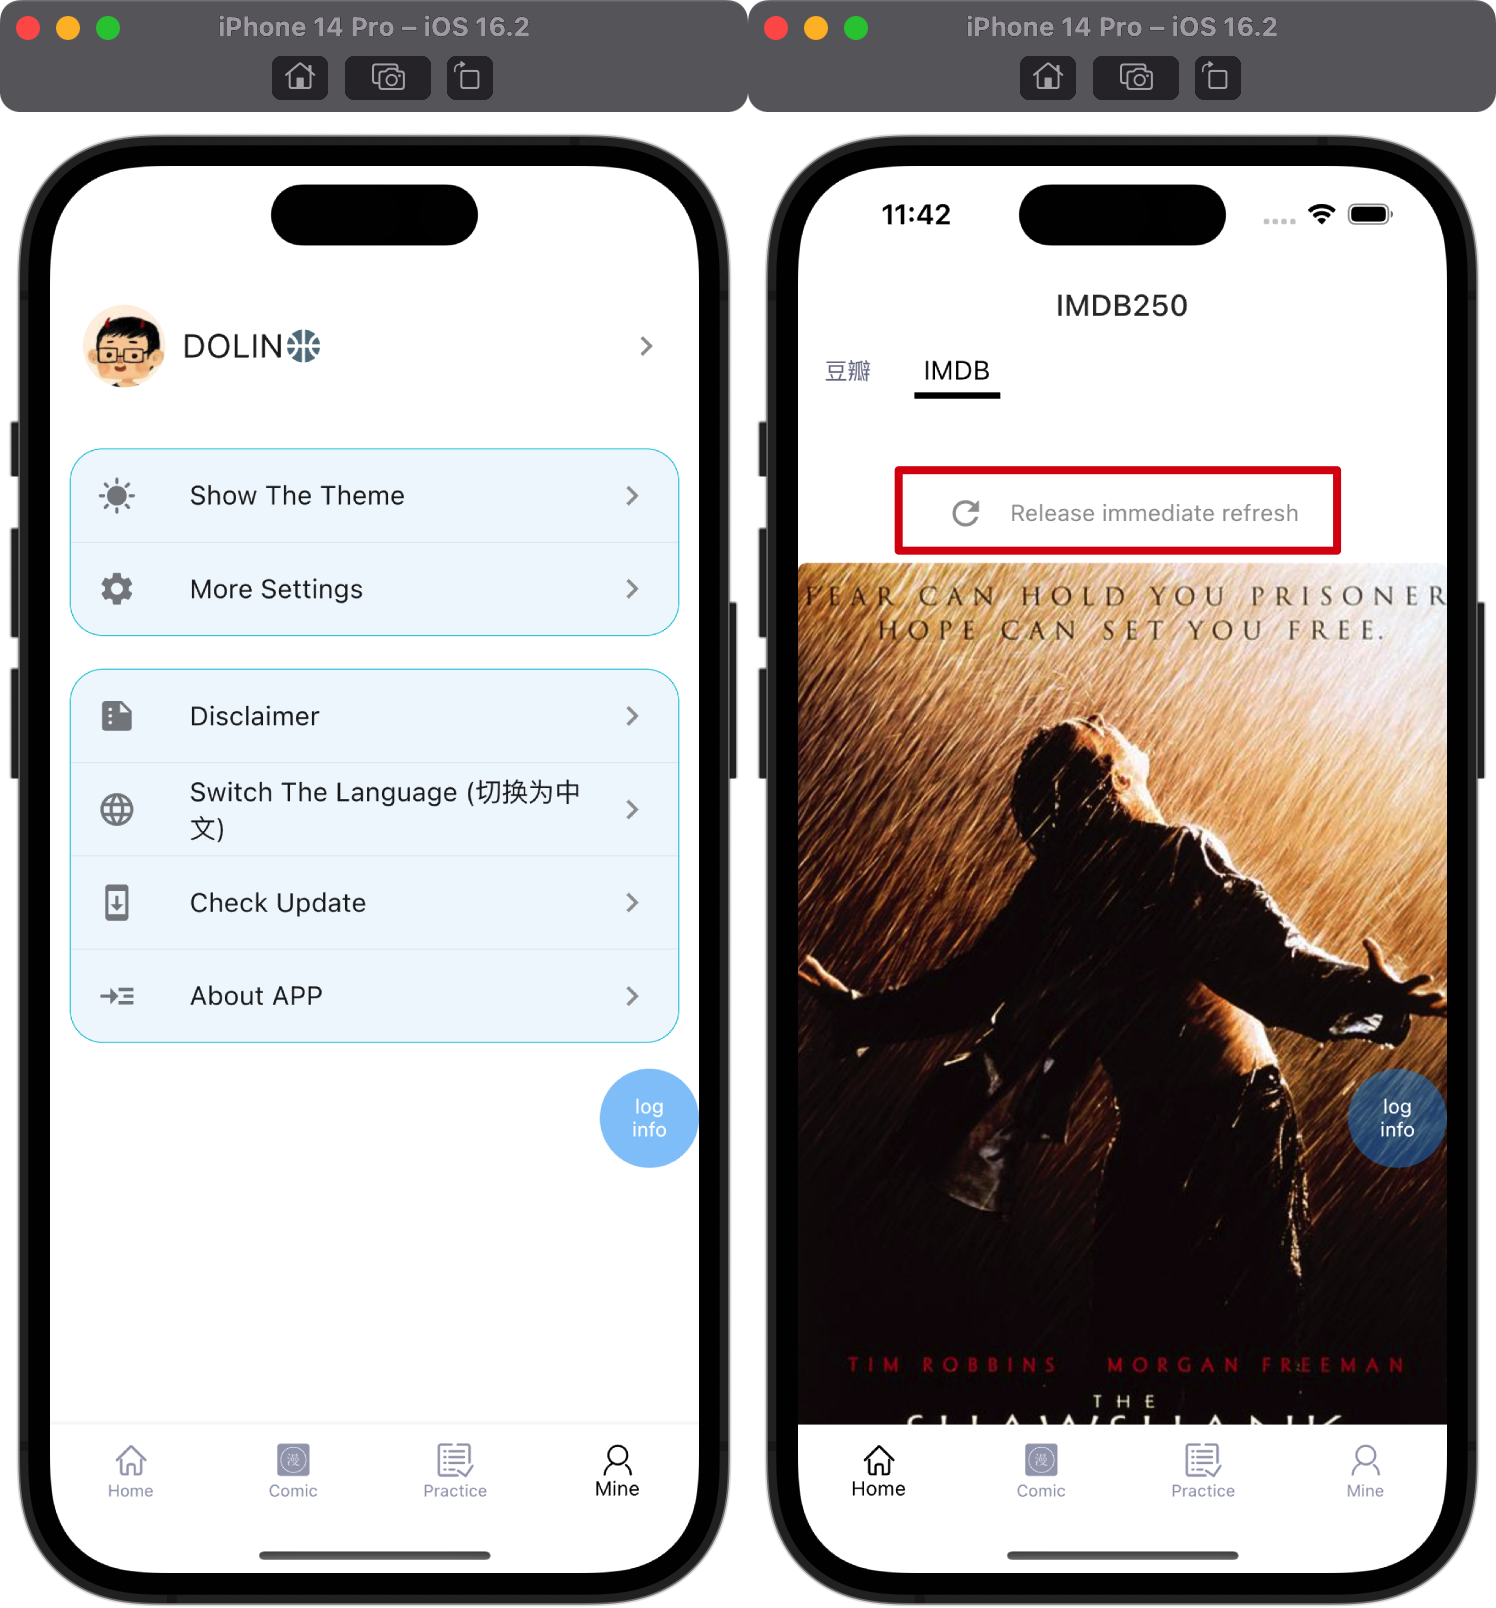 iPhone 14 Pro – iOS 16.2
DOLIN
Show The Theme
More Settings
Disclaimer
Switch The Language (切换为中
文)
Check Update
About APP
log
info
Home
漫
Comic
Practice
Mine
iPhone 14 Pro – iOS 16.2
11:42
IMDB250
豆瓣
IMDB
Release immediate refresh
FEAR CAN HOLD YOU PRISONER
HOPE CAN SET YOU FREE.
log
info
TIM ROBBINS MORGAN FREEMAN
THE
SHAWSHANK
Home
漫
Comic
Practice
Mine